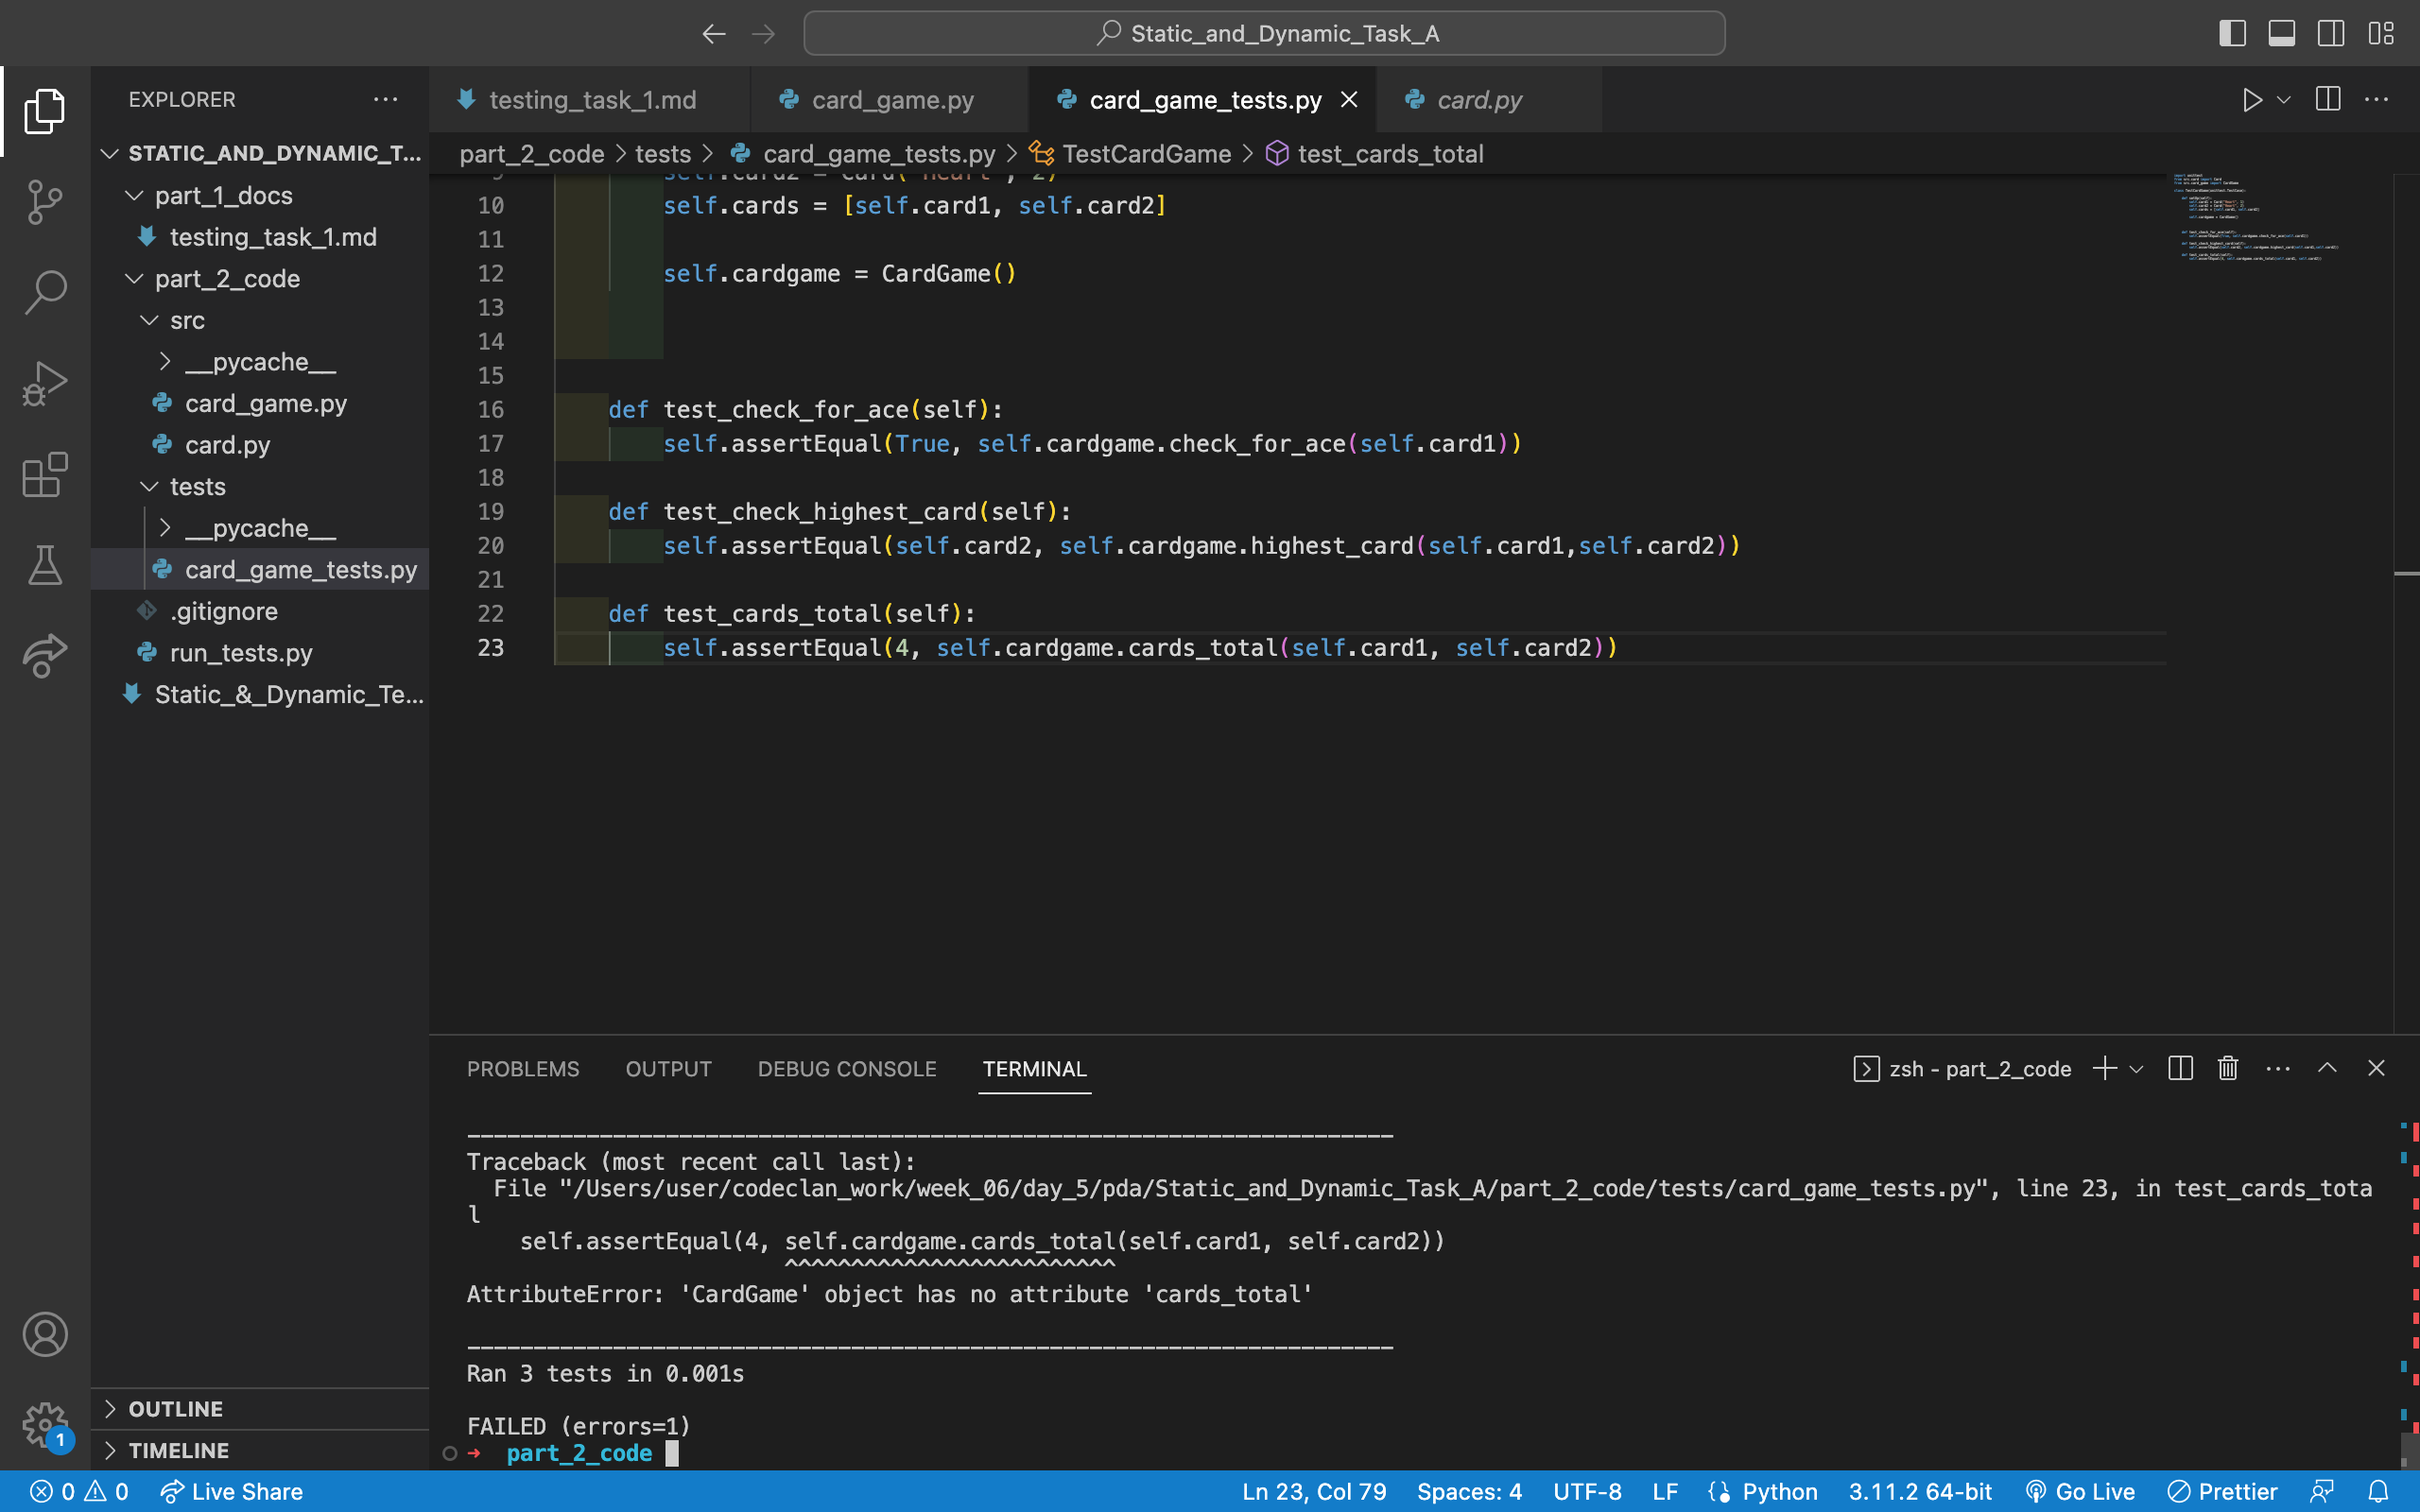 Static_and_Dynamic_Task_A
EXPLORER
STATIC_AND_DYNAMIC_T...
part_1_docs
testing_task_1.md
part_2_code
src
__pycache__
card_game.py
card.py
tests
__pycache__
card_game_tests.py
.gitignore
run_tests.py
Static_&_Dynamic_Te...
OUTLINE
TIMELINE
1
testing_task_1.md card_game.py card_game_tests.py card.py
part_2_code > tests > card_game_tests.py > TestCardGame > test_cards_total
9 self.card2 = Card("Heart", 2)
10 self.cards = [self.card1, self.card2]
11
12 self.cardgame = CardGame()
13
14
15
16 def test_check_for_ace(self):
17 self.assertEqual(True, self.cardgame.check_for_ace(self.card1))
18
19 def test_check_highest_card(self):
20 self.assertEqual(self.card2, self.cardgame.highest_card(self.card1,self.card2))
21
22 def test_cards_total(self):
23 self.assertEqual(4, self.cardgame.cards_total(self.card1, self.card2))
PROBLEMS OUTPUT DEBUG CONSOLE TERMINAL
zsh - part_2_code
----------------------------------------------------------------------
Traceback (most recent call last):
File "/Users/user/codeclan_work/week_06/day_5/pda/Static_and_Dynamic_Task_A/part_2_code/tests/card_game_tests.py", line 23, in test_cards_tota
l
self.assertEqual(4, self.cardgame.cards_total(self.card1, self.card2))
^^^^^^^^^^^^^^^^^^^^^^^^^
AttributeError: 'CardGame' object has no attribute 'cards_total'
----------------------------------------------------------------------
Ran 3 tests in 0.001s
FAILED (errors=1)
→ part_2_code
0 0 Live Share Ln 23, Col 79 Spaces: 4 UTF-8 LF Python 3.11.2 64-bit Go Live Prettier